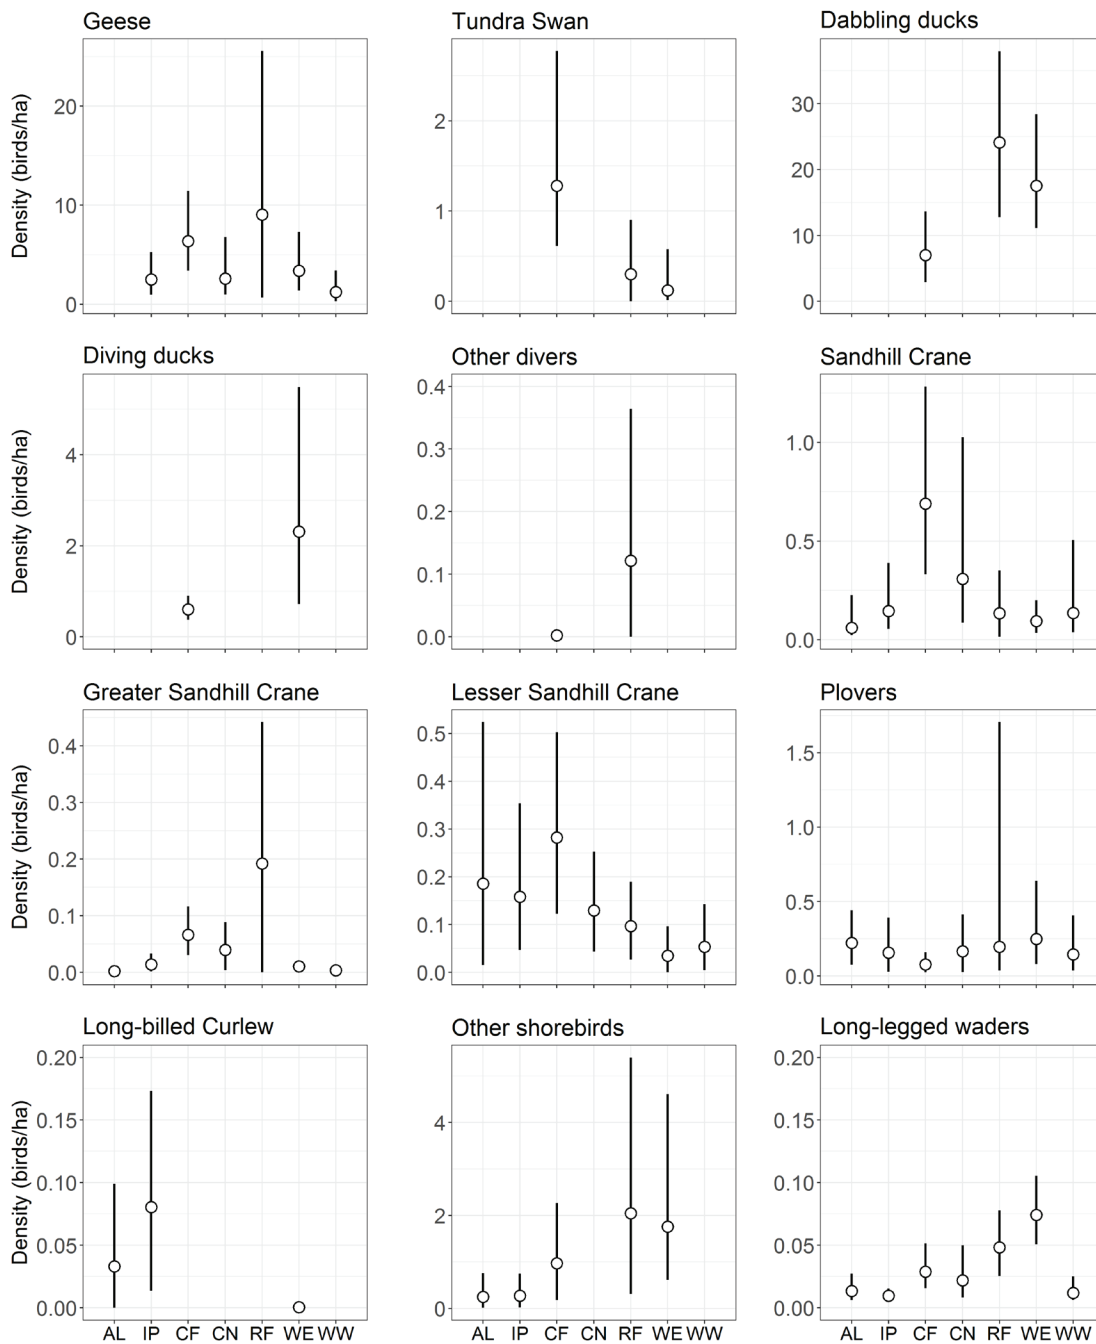 Geese
Tundra Swan
Dabbling ducks
Density (birds/ha)
20
10
0
2
1
0
30
20
10
0
Diving ducks
Other divers
Sandhill Crane
Density (birds/ha)
4
2
0
0.4
0.3
0.2
0.1
0.0
1.0
0.5
0.0
Greater Sandhill Crane
Lesser Sandhill Crane
Plovers
Density (birds/ha)
0.4
0.3
0.2
0.1
0.0
0.5
0.4
0.3
0.2
0.1
0.0
1.5
1.0
0.5
0.0
Long-billed Curlew
Other shorebirds
Long-legged waders
Density (birds/ha)
0.20
0.15
0.10
0.05
0.00
4
2
0
0.20
0.15
0.10
0.05
0.00
AL IP CF CN RF WE WW
AL IP CF CN RF WE WW
AL IP CF CN RF WE WW